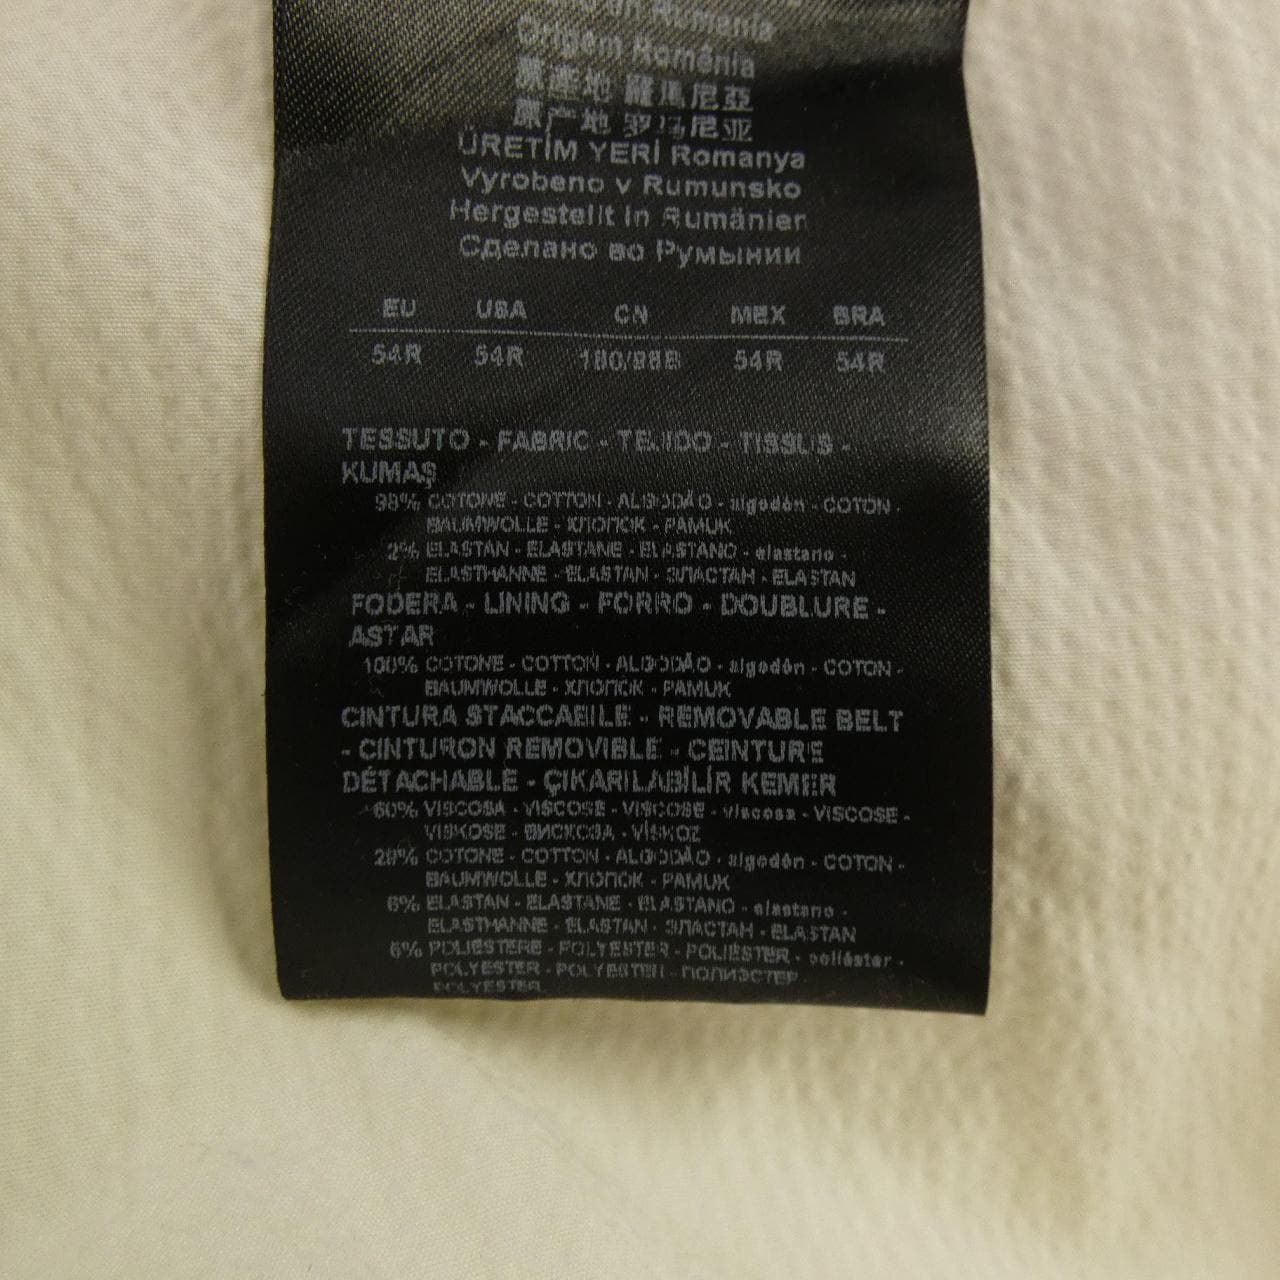 Rumanía
Origem Romênia
原產地 羅馬尼亞
原产地 罗马尼亚
ÜRETİM YERİ Romanya
Vyrobeno v Rumunsko
Hergestellt in Rumänien
Сделано во Румынии
EU USA CN MEX BRA
54R 54R 180/98B 54R 54R
TESSUTO - FABRIC - TEJIDO - TISSUS -
KUMAŞ
98% COTONE - COTTON - ALGODÃO - algodón - COTON -
BAUMWOLLE - ХЛОПОК - PAMUK
2% ELASTAN - ELASTANE - ELASTANO - elastano -
ELASTHANNE - ELASTAN - ЭЛАСТАН - ELASTAN
FODERA - LINING - FORRO - DOUBLURE -
ASTAR
100% COTONE - COTTON - ALGODÃO - algodón - COTON -
BAUMWOLLE - ХЛОПОК - PAMUK
CINTURA STACCABILE - REMOVABLE BELT
- CINTURON REMOVIBLE - CEINTURE
DÉTACHABLE - ÇIKARILABİLİR KEMER
60% VISCOSA - VISCOSE - VISCOSE - viscosa - VISCOSE -
VISKOSE - ВИСКОЗА - VİSKOZ
28% COTONE - COTTON - ALGODÃO - algodón - COTON -
BAUMWOLLE - ХЛОПОК - PAMUK
6% ELASTAN - ELASTANE - ELASTANO - elastano -
ELASTHANNE - ELASTAN - ЭЛАСТАН - ELASTAN
6% POLIESTERE - POLYESTER - POLIÉSTER - poliéster -
POLYESTER - POLYESTER - ПОЛИЭСТЕР
POLYESTER